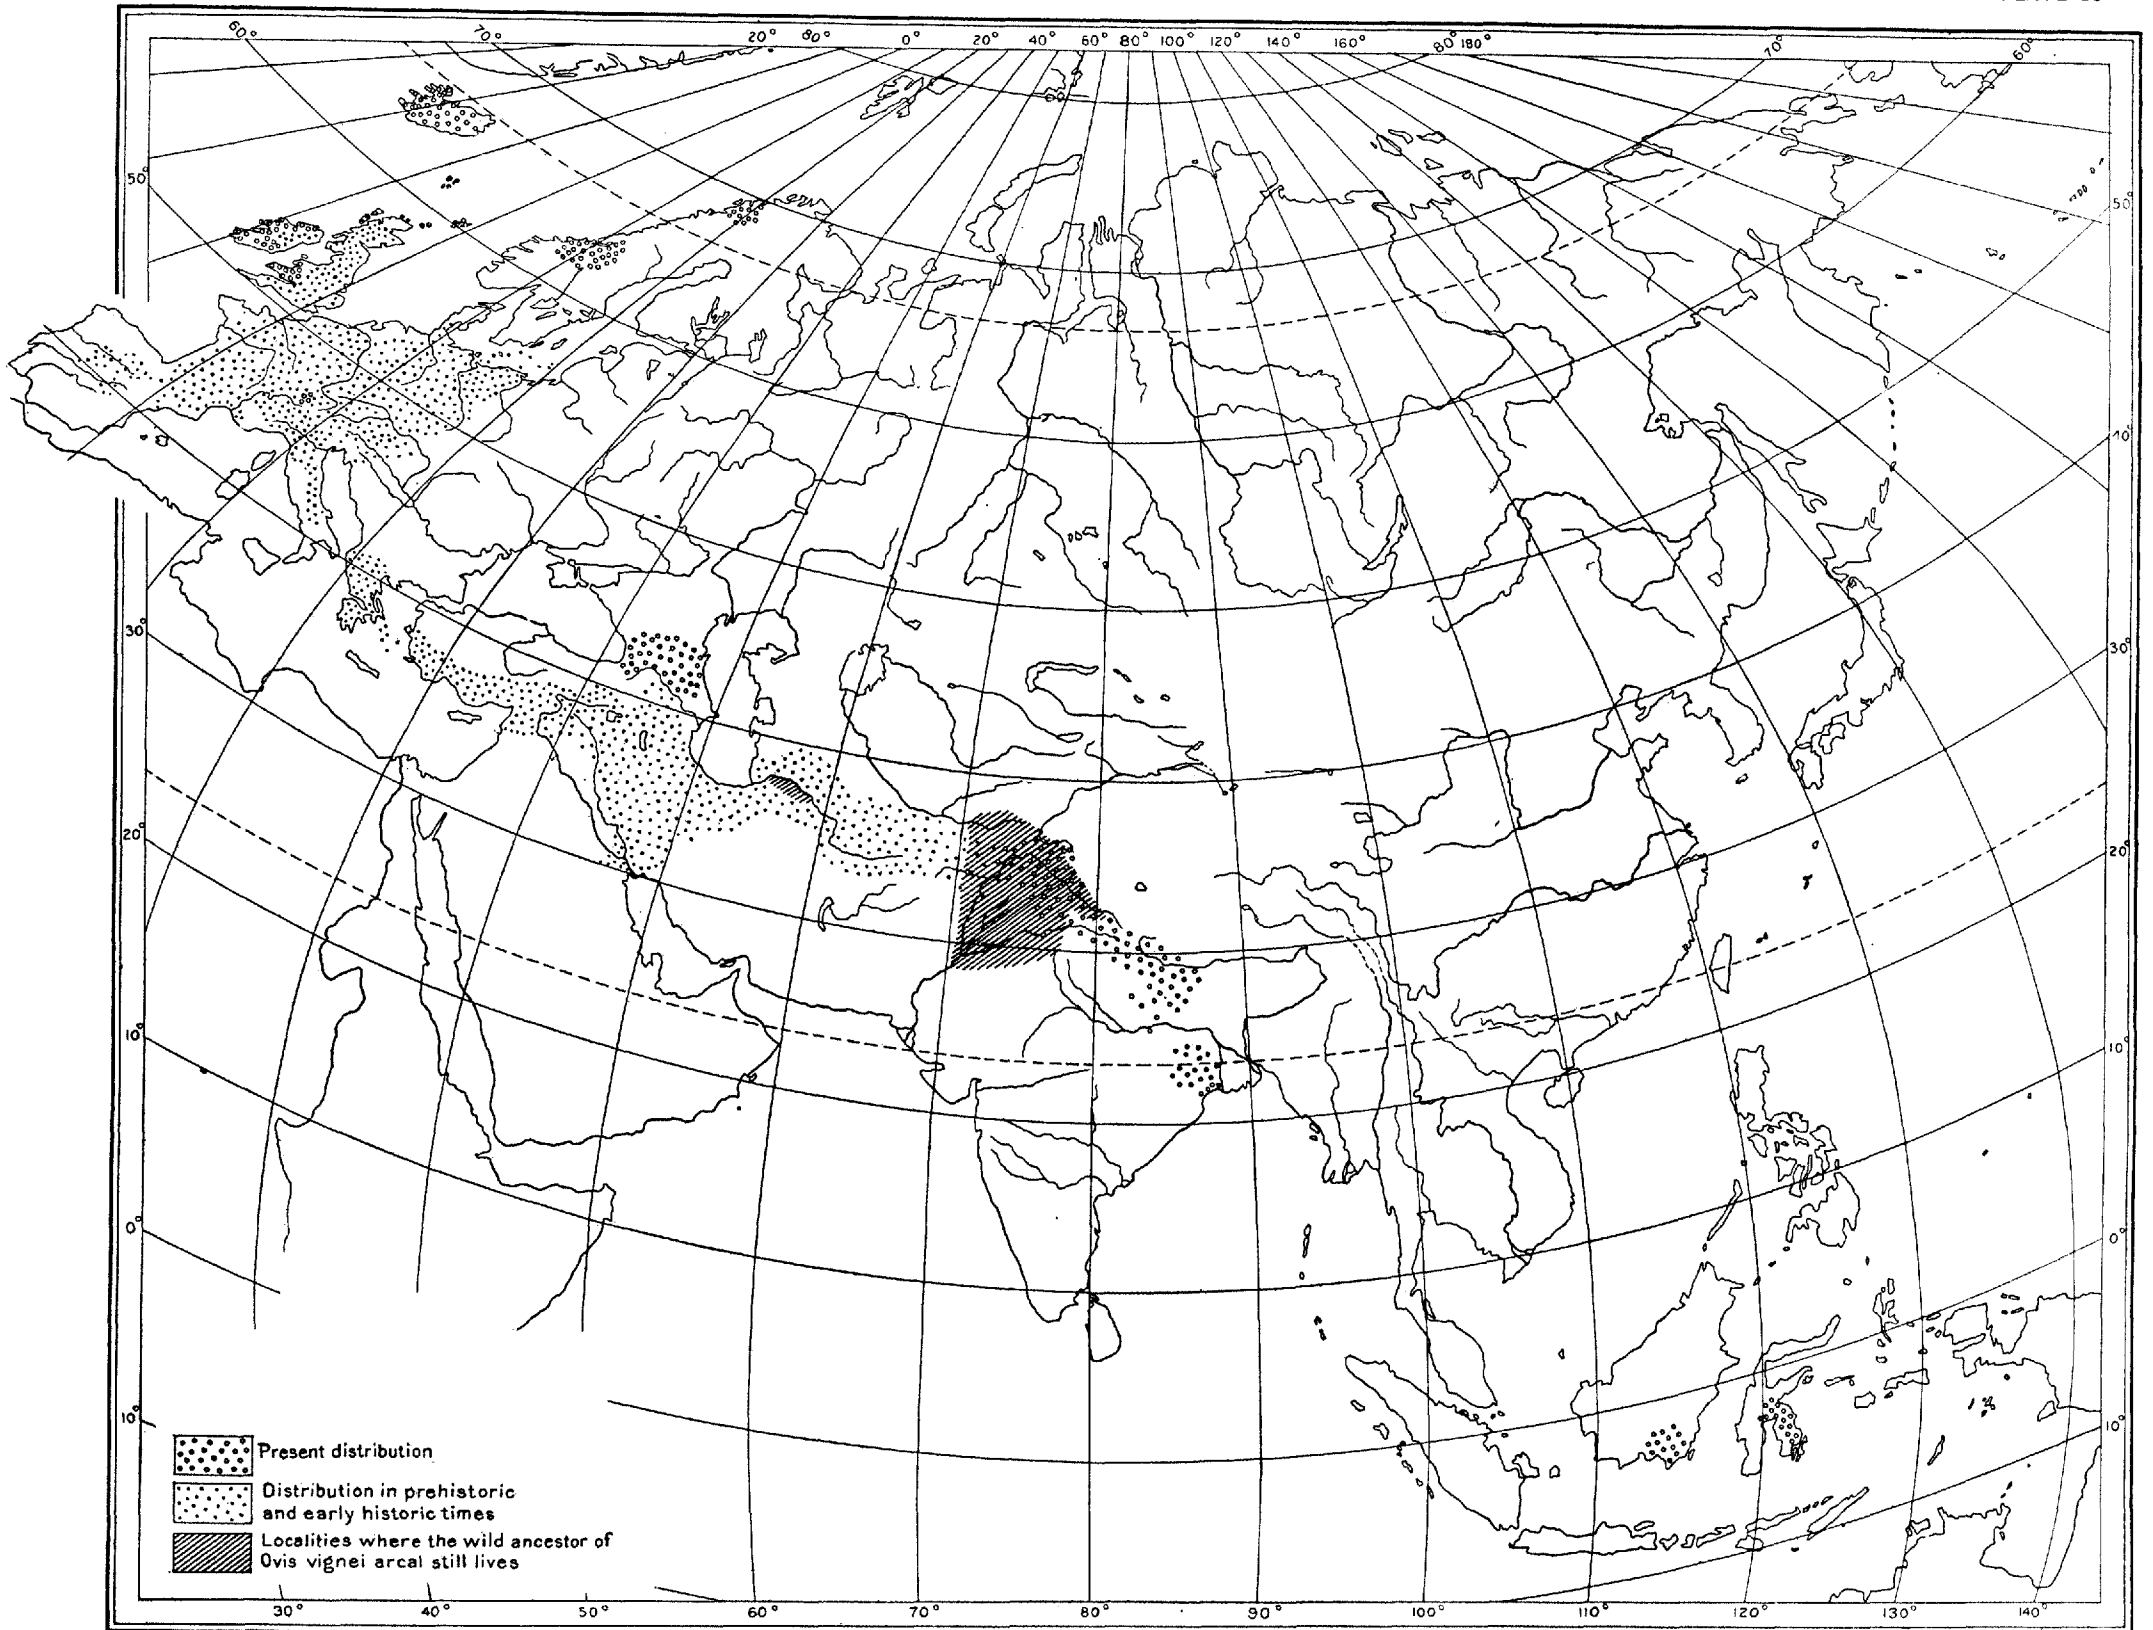 60° 70° 20° 80° 0° 20° 40° 60° 80° 100° 120° 140° 160° 80° 180° 70° 60°
50° 50°
40°
30° 30°
20° 20°
10° 10°
0° 0°
10° 10°
Present distribution
Distribution in prehistoric
and early historic times
Localities where the wild ancestor of
Ovis vignei arcal still lives
30° 40° 50° 60° 70° 80° 90° 100° 110° 120° 130° 140°